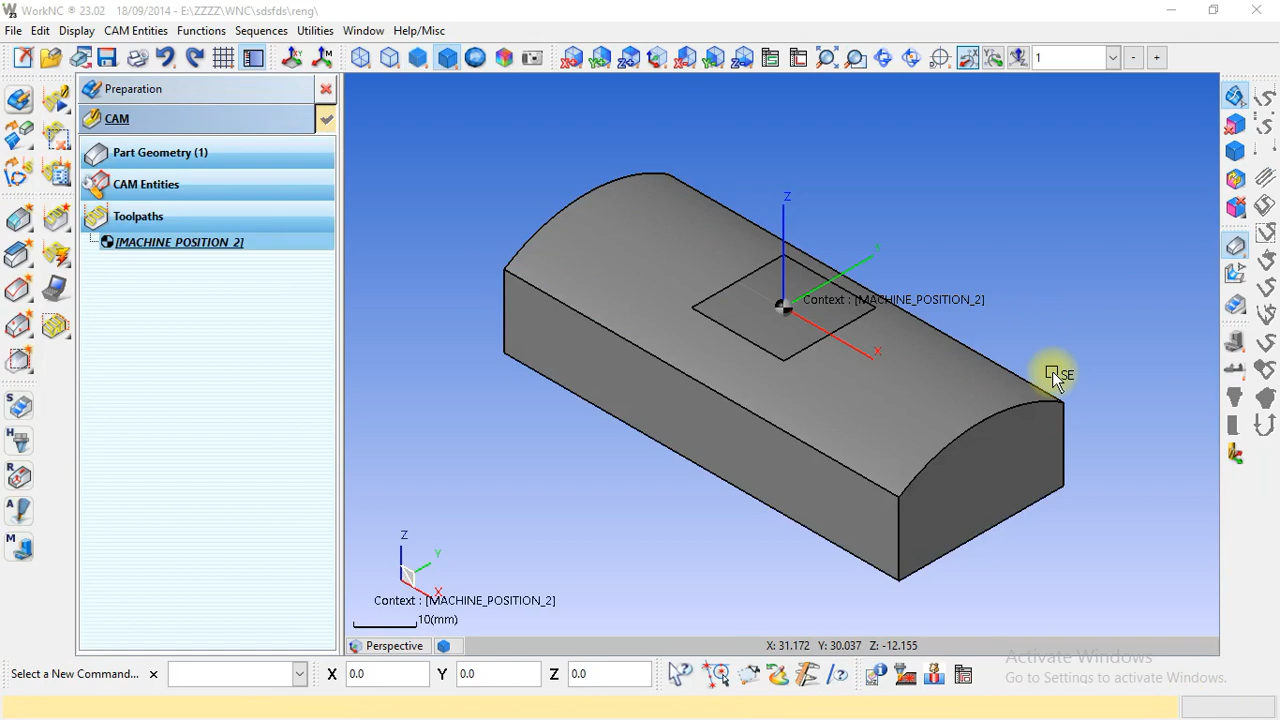 WorkNC ® 23.02 18/09/2014 - E:\ZZZZ\WNC\sdsfds\reng\
File Edit Display CAM Entities Functions Sequences Utilities Window Help/Misc
1
- +
Preparation
CAM
Part Geometry (1)
CAM Entities
Toolpaths
[MACHINE_POSITION_2]
Z
Context : [MACHINE_POSITION_2]
X
SE
S
H
R
A
M
Z
Y
X
Context : [MACHINE_POSITION_2]
10(mm)
Perspective
X: 31.172 Y: 30.037 Z: -12.155
Activate Windows
Go to Settings to activate Windows.
Select a New Command...
X 0.0 Y 0.0 Z 0.0